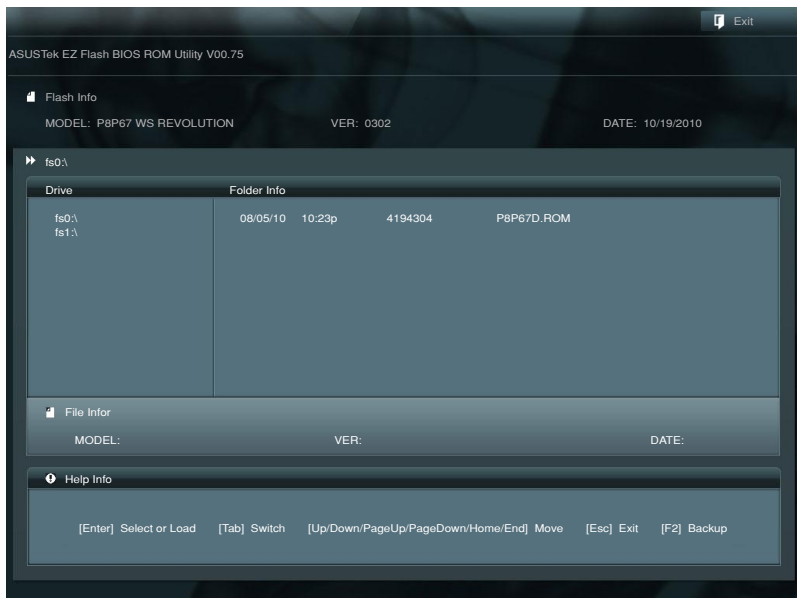 Exit
ASUSTek EZ Flash BIOS ROM Utility V00.75
Flash Info
MODEL: P8P67 WS REVOLUTION VER: 0302 DATE: 10/19/2010
fs0:\
Drive Folder Info
fs0:\ 08/05/10 10:23p 4194304 P8P67D.ROM
fs1:\
File Infor
MODEL: VER: DATE:
Help Info
[Enter] Select or Load [Tab] Switch [Up/Down/PageUp/PageDown/Home/End] Move [Esc] Exit [F2] Backup